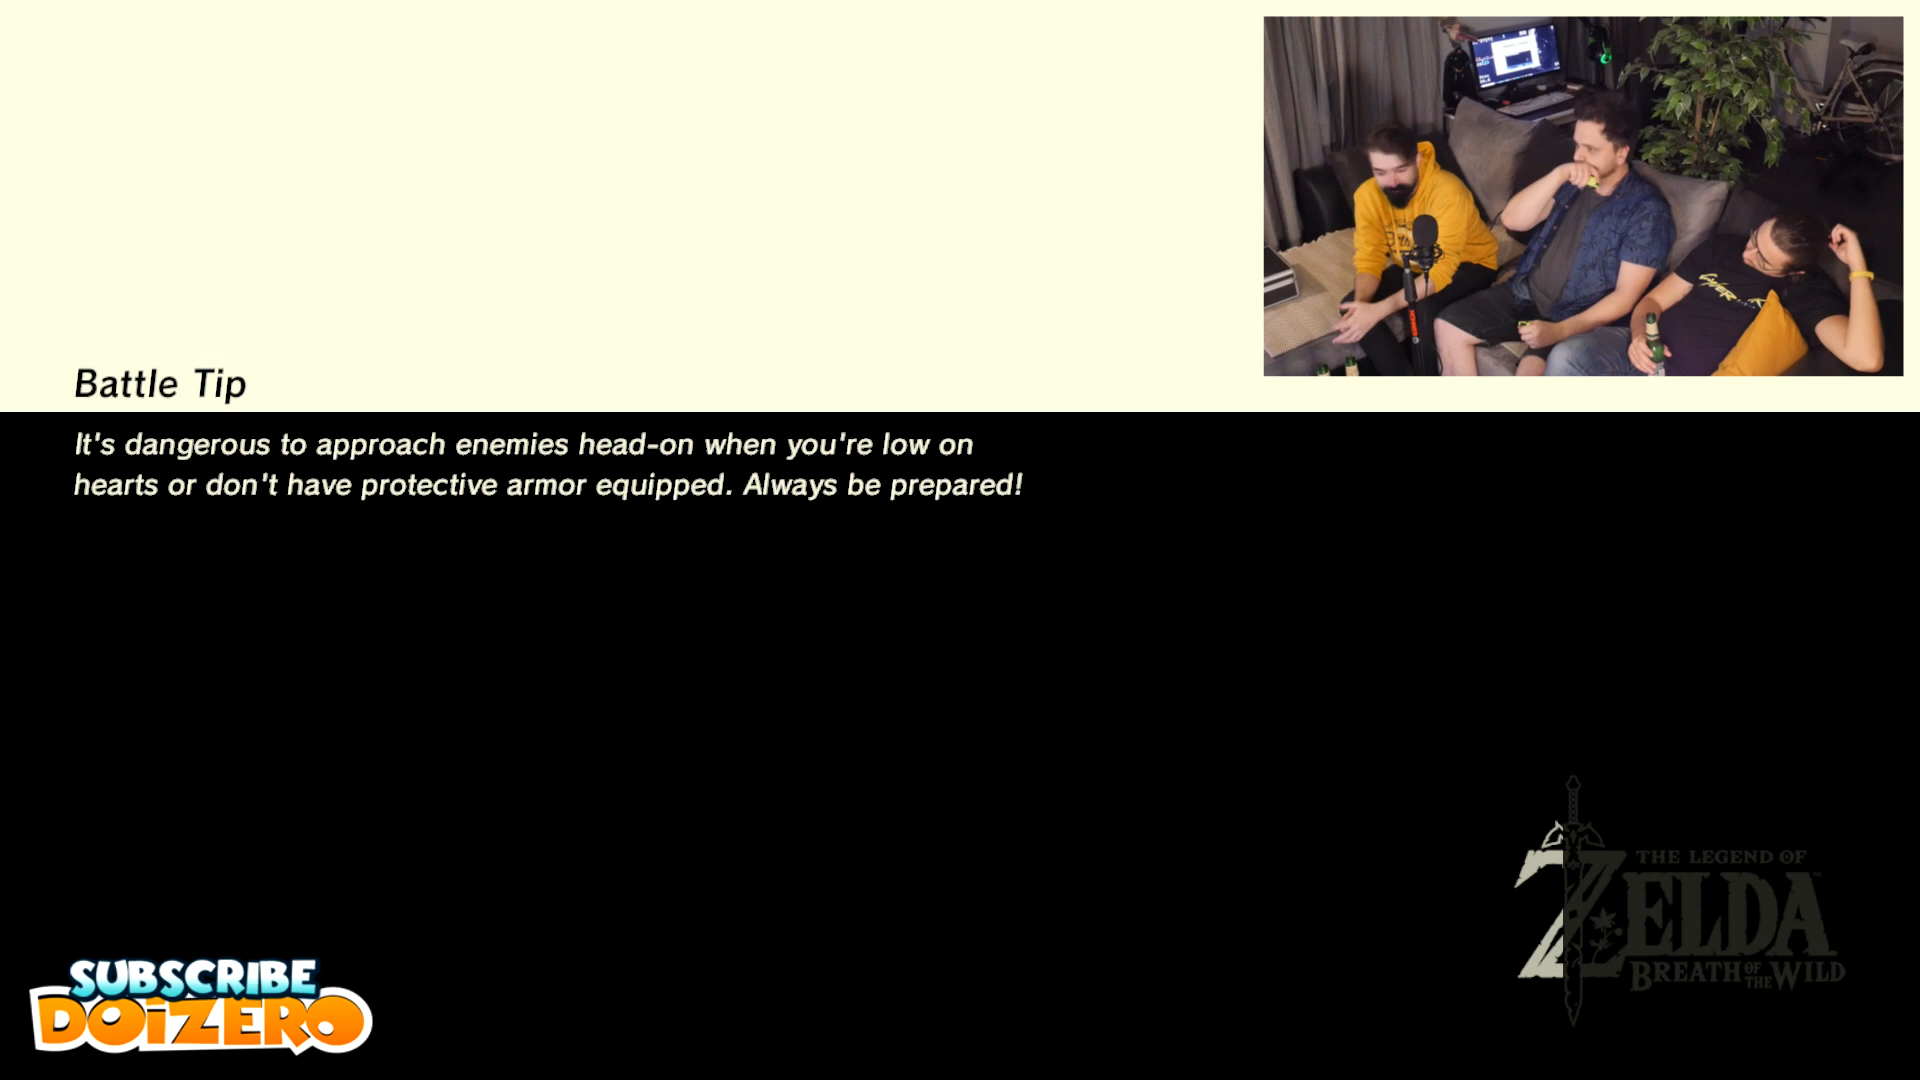 Battle Tip
It's dangerous to approach enemies head-on when you're low on
hearts or don't have protective armor equipped. Always be prepared!
THE LEGEND OF
ZELDA
BREATH OF THE WILD
SUBSCRIBE
DOiZERO